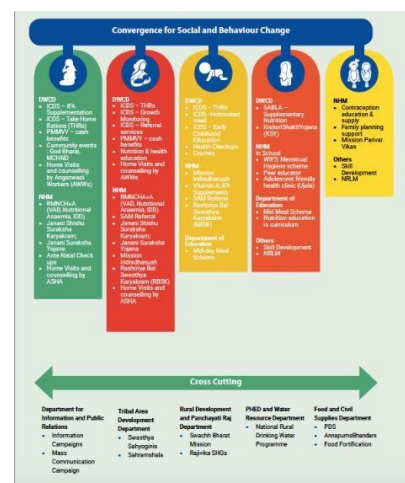 Convergence for Social and Behaviour Change
DWCD
• ICDS – IFA
Supplementation
• ICDS – Take Home
Rations (THRs)
• PMMVY – cash
benefits
• Community events
: God Bharai,
MCHND
• Home Visits and
counselling by
Anganwadi
Workers (AWWs)
NHM
• RMNCHA+A
(VAD, Nutritional
Anaemia, IDD)
• Janani Shishu
Suraksha
Karyakram;
• Janani Suraksha
Yojana
• Ante Natal Check
ups
• Home Visits and
counselling by
ASHA
DWCD
• ICDS – THRs
• ICDS – Growth
Monitoring
• ICDS – Referral
services
• PMMVY – cash
benefits
• Nutrition & health
education
• Home Visits and
counselling by
AWWs
NHM
• RMNCHA+A
(VAD, Nutritional
Anaemia, IDD)
• SAM Referral
• Janani Shishu
Suraksha
Karyakram;
• Janani Suraksha
Yojana
• Mission
Indradhanush
• Rashtriya Bal
Swasthya
Karyakram (RBSK)
• Home Visits and
counselling by
ASHA
DWCD
• ICDS – THRs
• ICDS –
meal
• ICDS – Early
Childhood
Education
• Health Checkups
• Creches
NHM
• Mission
Indradhanush
• Vitamin A, IFA
Supplements
• SAM Referral
• Rashtriya Bal
Swasthya
Karyakram
(RBSK)
Department of
Education
• Mid-day Meal
Scheme
DWCD
• SABLA –
Supplementary
Nutrition
• Kishori
(KSY)
NHM
In School
• WIFS; Menstrual
Hygiene scheme
• Peer educator
• Adolescent friendly
health clinic (Ujala)
Department of
Education
• Mid Meal Scheme
• Nutrition education
in curriculum
Others
• Skill Development
• NRLM
NHM
• Contraception
education &
supply
• Family planning
support
• Mission Parivar
Vikas
Others
• Skill
Development
• NRLM
Cross Cutting
Department for
Information and Public
Relations
• Information
Campaigns
• Mass
Communication
Campaign
Tribal Area
Development
Department
• Swasthya
Sahyoginis
• Sahramshala
Rural Development
and Panchayati Raj
Department
• Swachh Bharat
Mission
• Rajivika SHGs
PHED and Water
Resource Department
• National Rural
Drinking Water
Programme
Food and Civil
Supplies Department
• PDS
• AnnapurnaBhandars
• Food Fortification